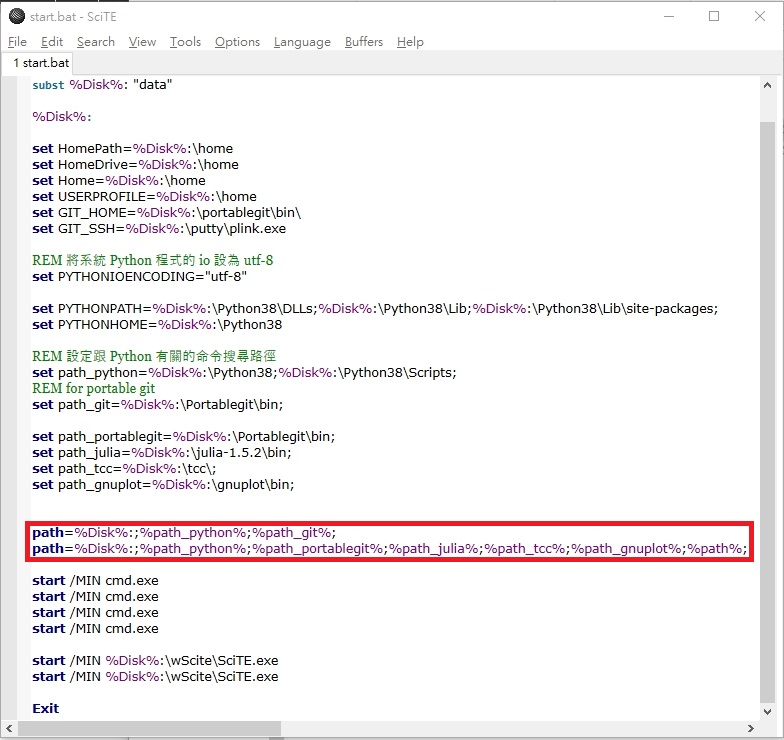 start.bat - SciTE
File Edit Search View Tools Options Language Buffers Help
1 start.bat
subst %Disk%: "data"
%Disk%:
set HomePath=%Disk%:\home
set HomeDrive=%Disk%:\home
set Home=%Disk%:\home
set USERPROFILE=%Disk%:\home
set GIT_HOME=%Disk%:\portablegit\bin\
set GIT_SSH=%Disk%:\putty\plink.exe
REM 將系統 Python 程式的 io 設為 utf-8
set PYTHONIOENCODING="utf-8"
set PYTHONPATH=%Disk%:\Python38\DLLs;%Disk%:\Python38\Lib;%Disk%:\Python38\Lib\site-packages;
set PYTHONHOME=%Disk%:\Python38
REM 設定跟 Python 有關的命令搜尋路徑
set path_python=%Disk%:\Python38;%Disk%:\Python38\Scripts;
REM for portable git
set path_git=%Disk%:\Portablegit\bin;
set path_portablegit=%Disk%:\Portablegit\bin;
set path_julia=%Disk%:\julia-1.5.2\bin;
set path_tcc=%Disk%:\tcc\;
set path_gnuplot=%Disk%:\gnuplot\bin;
path=%Disk%:;%path_python%;%path_git%;
path=%Disk%:;%path_python%;%path_portablegit%;%path_julia%;%path_tcc%;%path_gnuplot%;%path%;
start /MIN cmd.exe
start /MIN cmd.exe
start /MIN cmd.exe
start /MIN cmd.exe
start /MIN %Disk%:\wScite\SciTE.exe
start /MIN %Disk%:\wScite\SciTE.exe
Exit